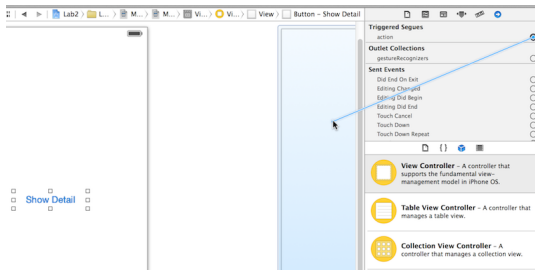 Lab2 L... M... M... Vi...) Vi... View Button – Show Detail
Triggered Segues
action
Outlet Collections
gestureRecognizers
Sent Events
Did End On Exit
Editing Changed
Editing Did Begin
Editing Did End
Touch Cancel
Touch Down
Touch Down Repeat
{}
View Controller – A controller that
supports the fundamental view-
management model in iPhone OS.
Show Detail
Table View Controller – A controller that
manages a table view.
Collection View Controller – A
controller that manages a collection view.